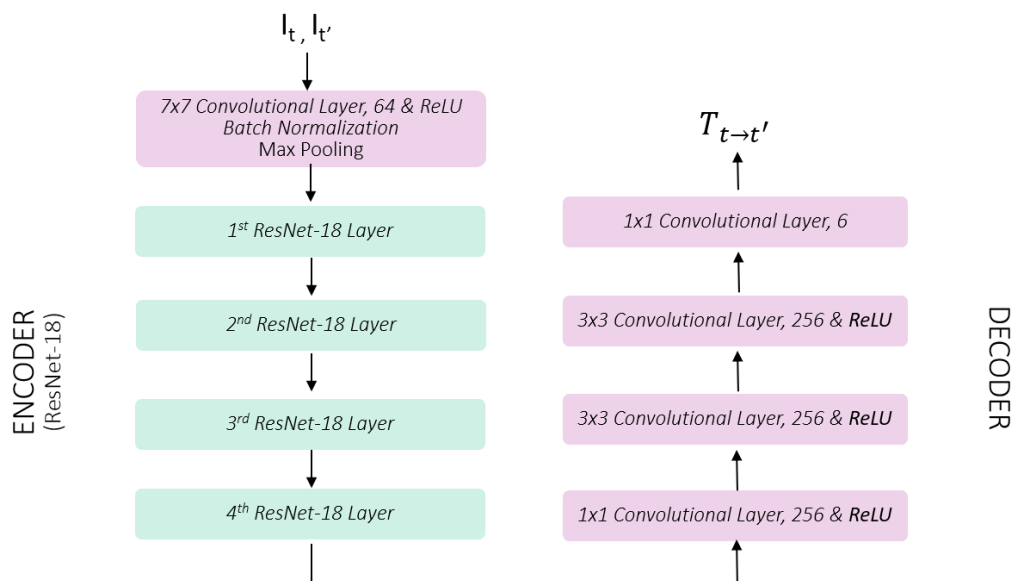 I_t , I_t′
7x7 Convolutional Layer, 64 & ReLU
Batch Normalization
Max Pooling
1st ResNet-18 Layer
2nd ResNet-18 Layer
3rd ResNet-18 Layer
4th ResNet-18 Layer
ENCODER
(ResNet-18)
T_t→t′
1x1 Convolutional Layer, 6
3x3 Convolutional Layer, 256 & ReLU
3x3 Convolutional Layer, 256 & ReLU
1x1 Convolutional Layer, 256 & ReLU
DECODER